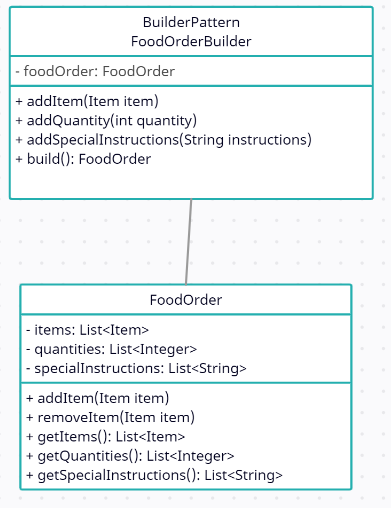 BuilderPattern
FoodOrderBuilder
- foodOrder: FoodOrder
+ addItem(Item item)
+ addQuantity(int quantity)
+ addSpecialInstructions(String instructions)
+ build(): FoodOrder
FoodOrder
- items: List<Item>
- quantities: List<Integer>
- specialInstructions: List<String>
+ addItem(Item item)
+ removeItem(Item item)
+ getItems(): List<Item>
+ getQuantities(): List<Integer>
+ getSpecialInstructions(): List<String>